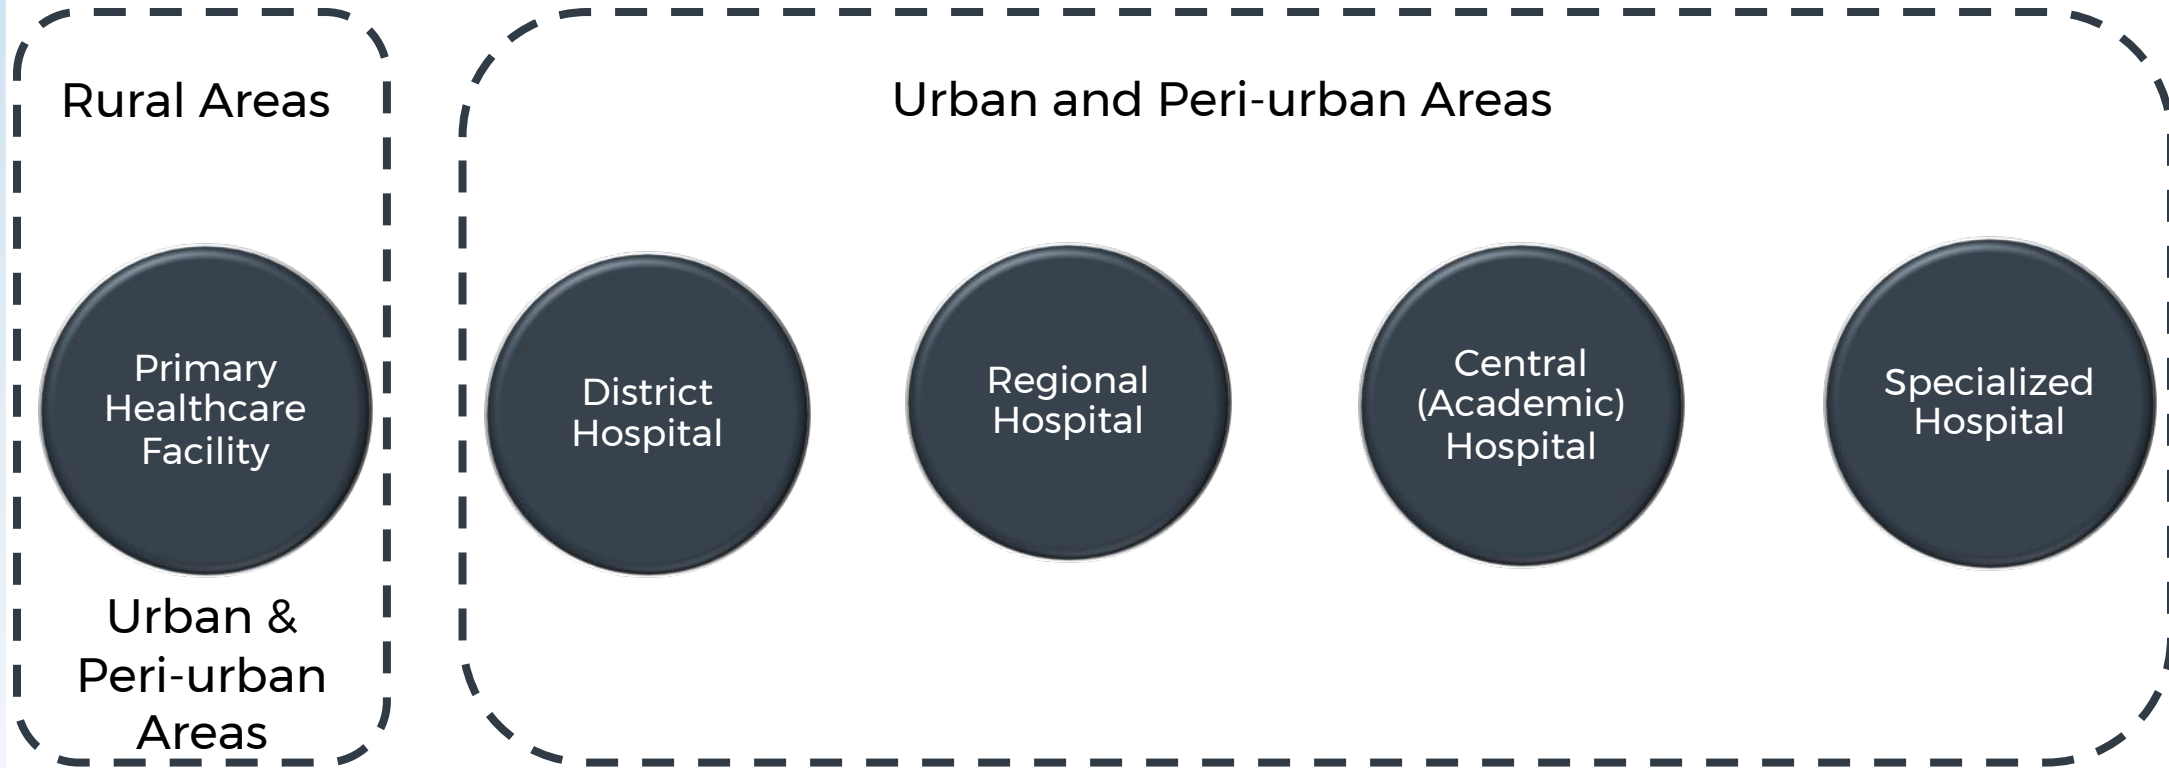 Rural Areas
Primary
Healthcare
Facility
Urban &
Peri-urban
Areas
Urban and Peri-urban Areas
District
Hospital
Regional
Hospital
Central
(Academic)
Hospital
Specialized
Hospital